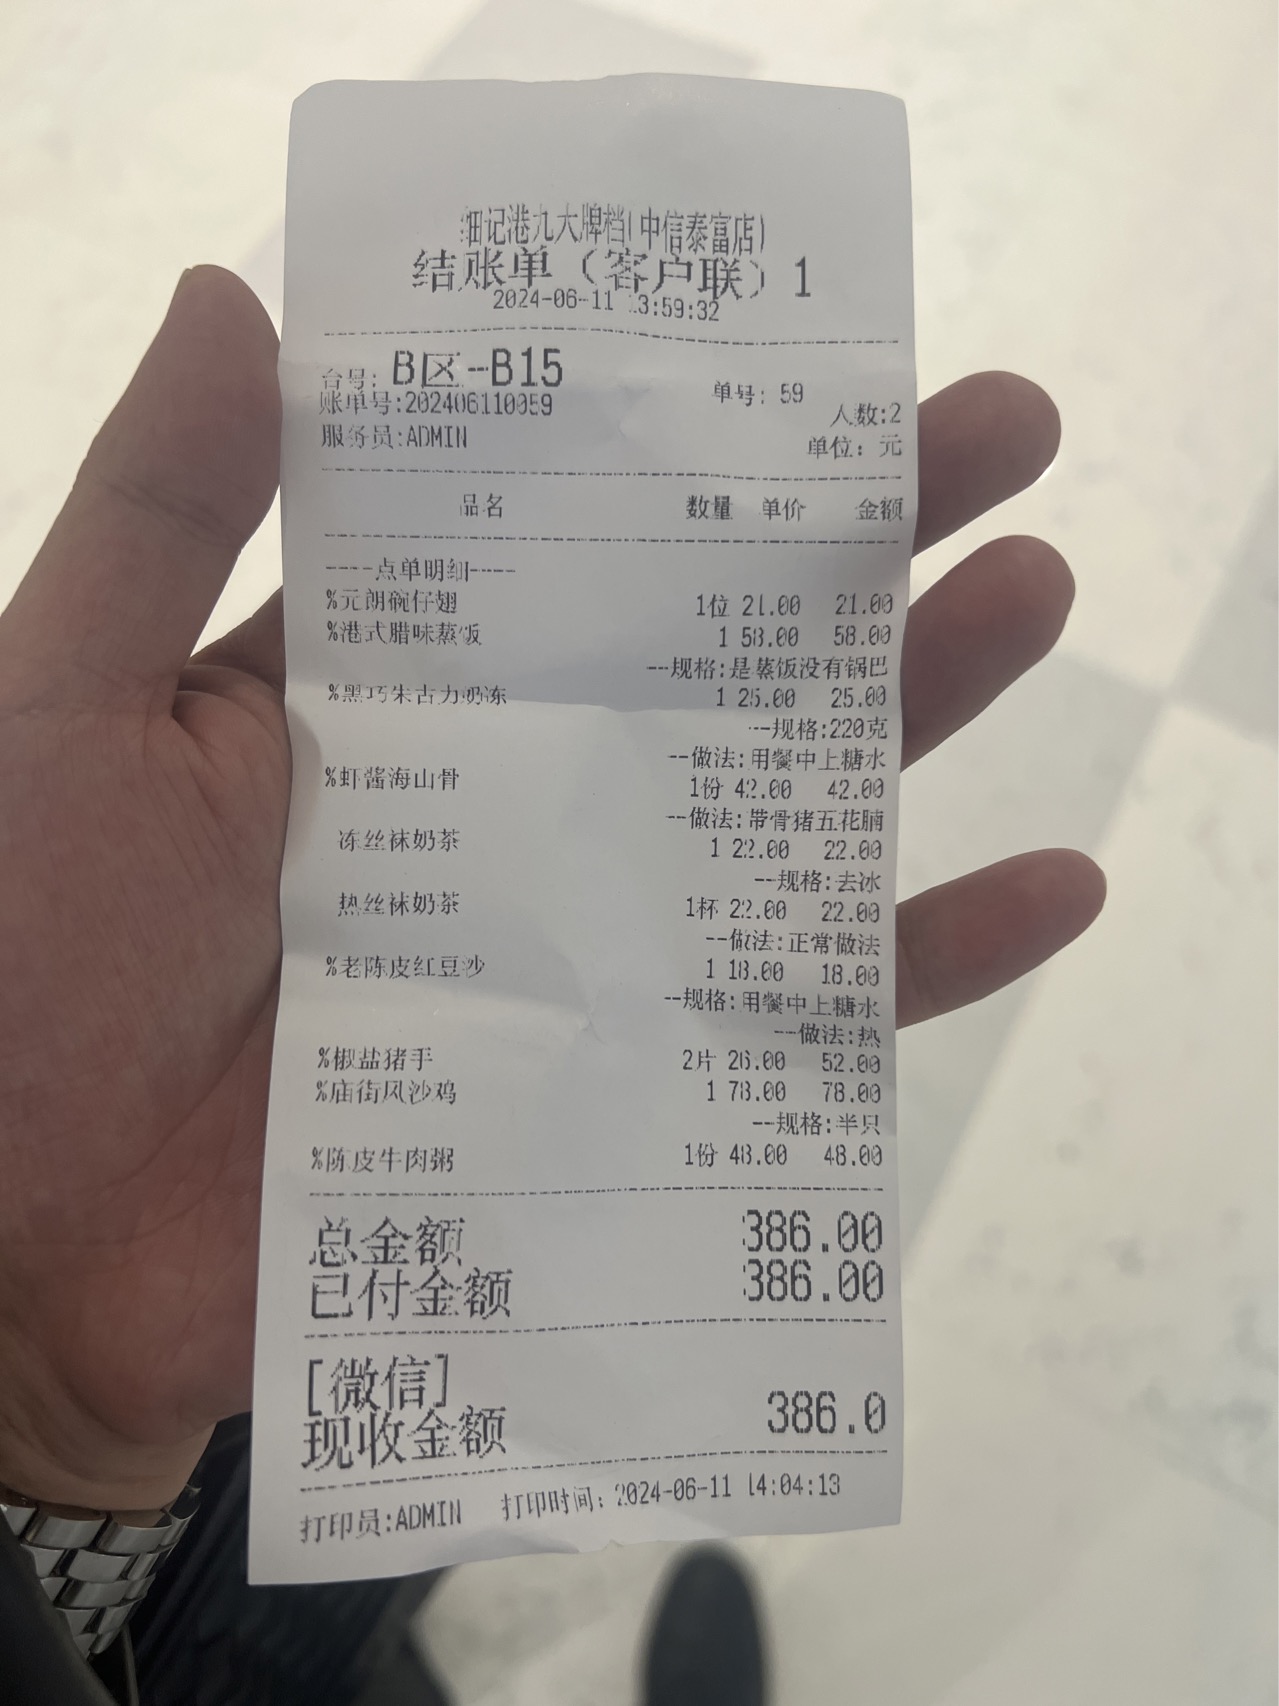 细记港九大牌档(中信泰富店)
结账单（客户联）1
2024-06-11 13:59:32
台号: B区--B15 单号: 59
账单号:202406110059 人数:2
服务员:ADMIN 单位: 元
品名 数量 单价 金额
----点单明细----
%元朗碗仔翅 1位 21.00 21.00
%港式腊味蒸饭 1 58.00 58.00
--规格:是蒸饭没有锅巴
%黑巧朱古力奶冻 1 25.00 25.00
--规格:220克
--做法:用餐中上糖水
%虾酱海山骨 1份 42.00 42.00
--做法:带骨猪五花腩
冻丝袜奶茶 1 22.00 22.00
--规格:去冰
热丝袜奶茶 1杯 22.00 22.00
--做法:正常做法
%老陈皮红豆沙 1 18.00 18.00
--规格:用餐中上糖水
--做法:热
%椒盐猪手 2片 26.00 52.00
%庙街风沙鸡 1 78.00 78.00
--规格:半只
%陈皮牛肉粥 1份 48.00 48.00
总金额 386.00
已付金额 386.00
[微信]
现收金额 386.0
打印员:ADMIN 打印时间: 2024-06-11 14:04:13